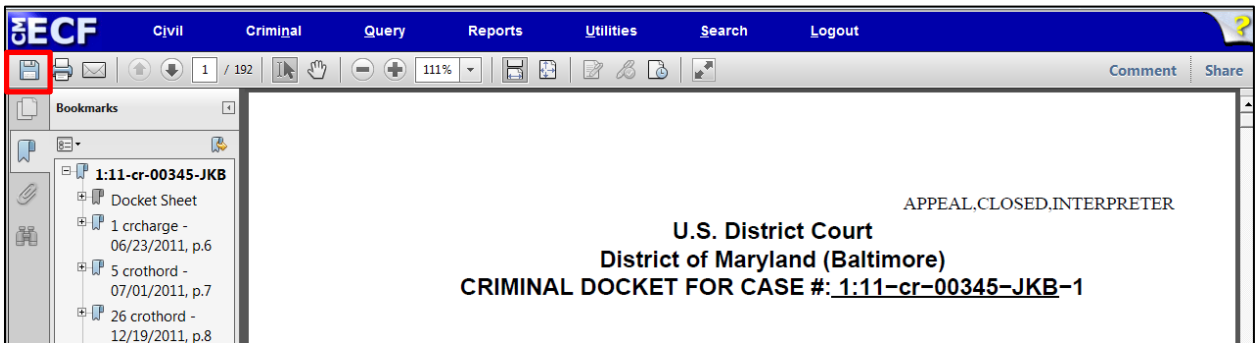 CM ECF Civil Criminal Query Reports Utilities Search Logout ?
1 / 192 111% Comment Share
Bookmarks
1:11-cr-00345-JKB
Docket Sheet
1 crcharge -
06/23/2011, p.6
5 crothord -
07/01/2011, p.7
26 crothord -
12/19/2011, p.8
APPEAL,CLOSED,INTERPRETER
U.S. District Court
District of Maryland (Baltimore)
CRIMINAL DOCKET FOR CASE #: 1:11−cr−00345−JKB−1